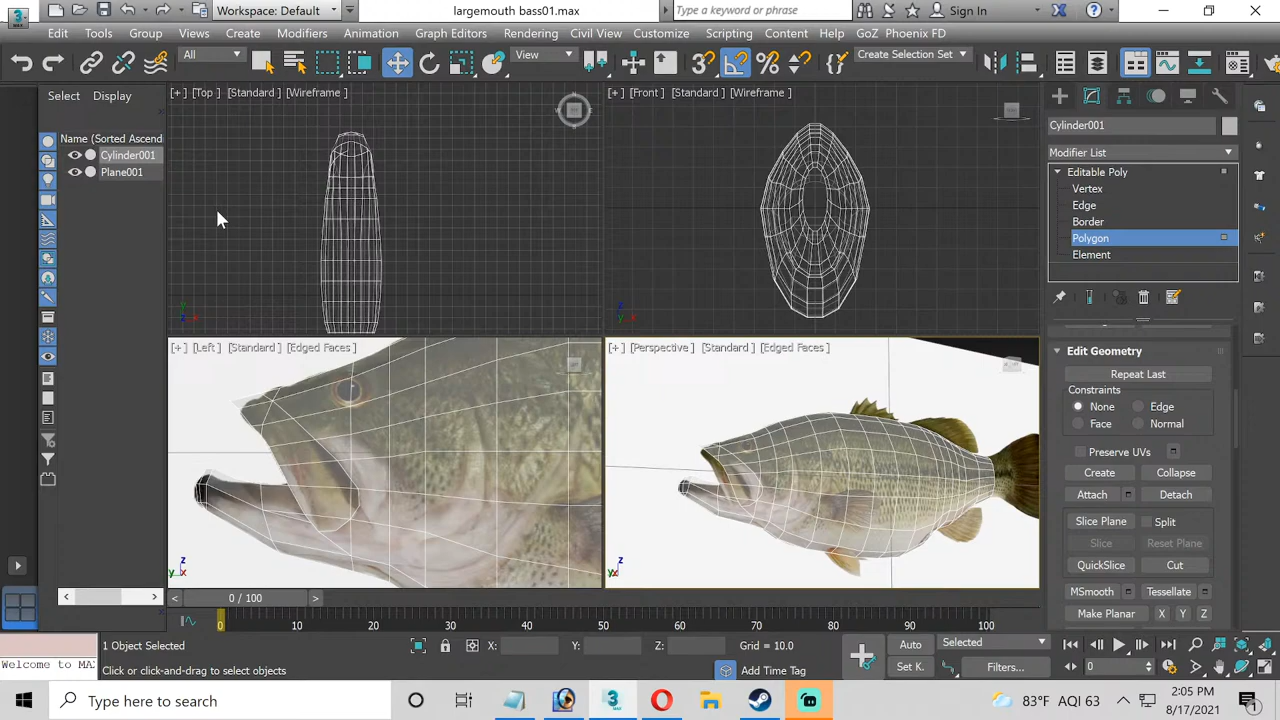 Workspace: Default
largemouth bass01.max
Type a keyword or phrase
Sign In
Edit Tools Group Views Create Modifiers Animation Graph Editors Rendering Civil View Customize Scripting Content Help GoZ Phoenix FD
All
View
Create Selection Set
Select Display
Name (Sorted Ascend
Cylinder001
Plane001
[+] [Top ] [Standard ] [Wireframe ]
[+] [Front ] [Standard ] [Wireframe ]
[+] [Left ] [Standard ] [Edged Faces ]
[+] [Perspective ] [Standard ] [Edged Faces ]
Cylinder001
Modifier List
Editable Poly
Vertex
Edge
Border
Polygon
Element
Edit Geometry
Repeat Last
Constraints
None Edge
Face Normal
Preserve UVs
Create Collapse
Attach Detach
Slice Plane Split
Slice Reset Plane
QuickSlice Cut
MSmooth Tessellate
Make Planar X Y Z
0 / 100
0 10 20 30 40 50 60 70 80 90 100
1 Object Selected
X: Y: Z: Grid = 10.0
Auto Selected
Welcome to MAX
Click or click-and-drag to select objects
Add Time Tag
Set K. Filters...
0
Type here to search
83°F AQI 63
2:05 PM
8/17/2021